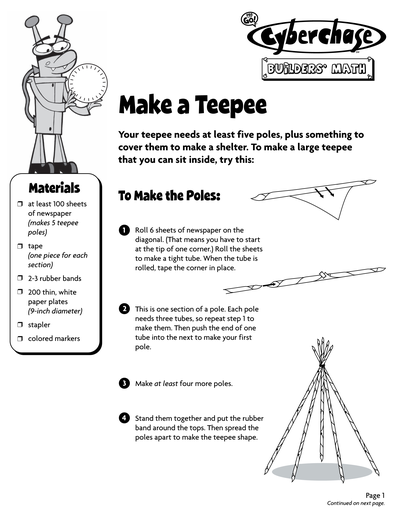 PBS KIDS GO!
Cyberchase
BUILDERS' MATH
Make a Teepee
Your teepee needs at least five poles, plus something to
cover them to make a shelter. To make a large teepee
that you can sit inside, try this:
Materials
at least 100 sheets
of newspaper
(makes 5 teepee
poles)
tape
(one piece for each
section)
2-3 rubber bands
200 thin, white
paper plates
(9-inch diameter)
stapler
colored markers
To Make the Poles:
1 Roll 6 sheets of newspaper on the
diagonal. (That means you have to start
at the tip of one corner.) Roll the sheets
to make a tight tube. When the tube is
rolled, tape the corner in place.
2 This is one section of a pole. Each pole
needs three tubes, so repeat step 1 to
make them. Then push the end of one
tube into the next to make your first
pole.
3 Make at least four more poles.
4 Stand them together and put the rubber
band around the tops. Then spread the
poles apart to make the teepee shape.
Page 1
Continued on next page.